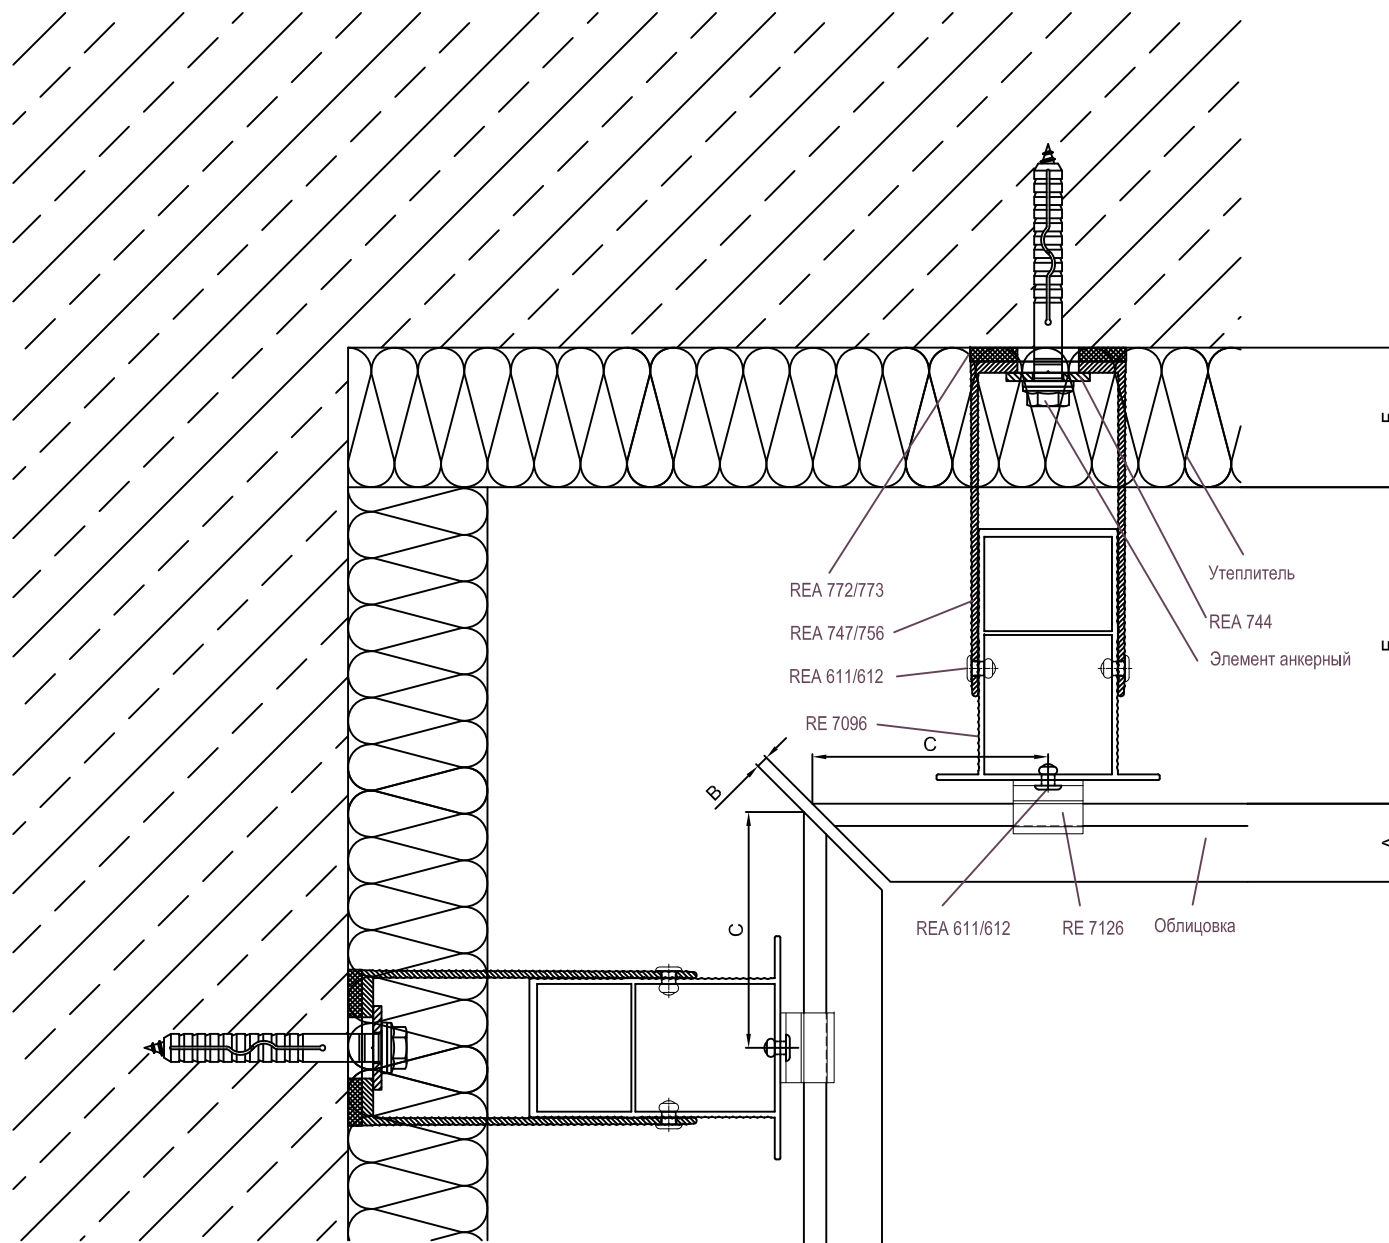 Утеплитель
REA 772/773
REA 744
REA 747/756
Элемент анкерный
REA 611/612
RE 7096
C
B
C
REA 611/612
RE 7126
Облицовка